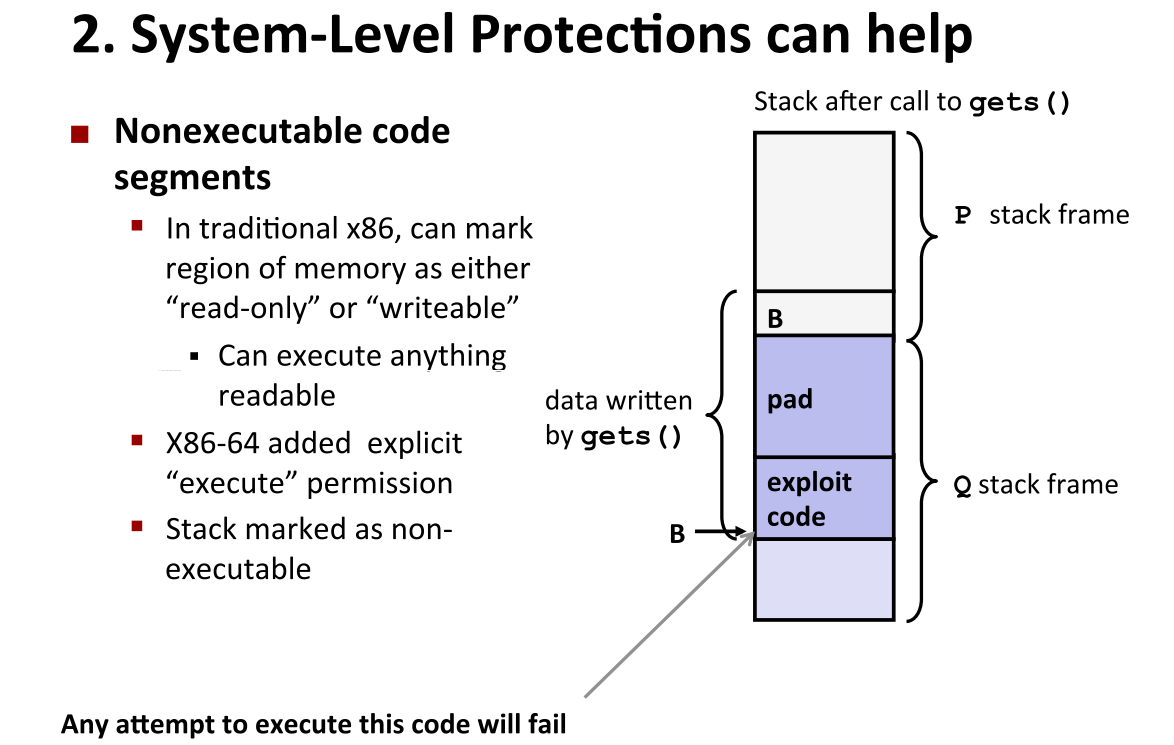 2. System-Level Protections can help
Nonexecutable code
segments
In traditional x86, can mark
region of memory as either
“read-only” or “writeable”
Can execute anything
readable
X86-64 added  explicit
“execute” permission
Stack marked as non-
executable
Stack after call to gets()
P stack frame
B
data written
by gets()
pad
exploit
code
Q stack frame
B
Any attempt to execute this code will fail